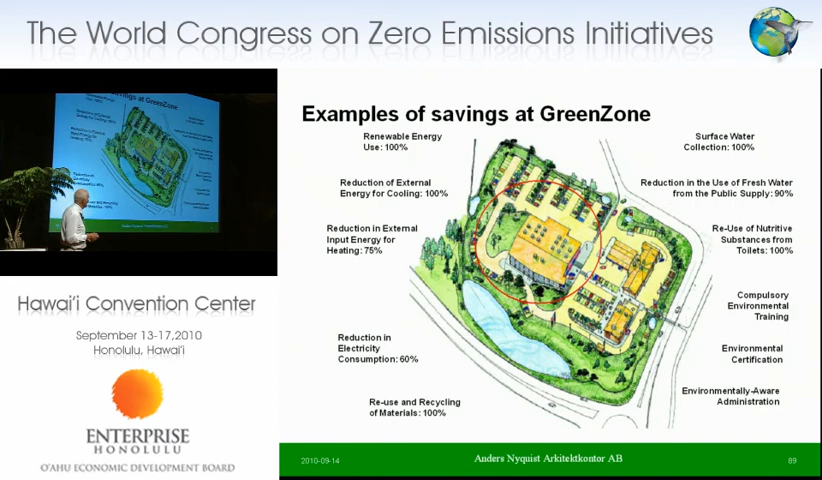 The World Congress on Zero Emissions Initiatives
Examples of savings at GreenZone
Renewable Energy
Use: 100%
Surface Water
Collection: 100%
Reduction of External
Energy for Cooling: 100%
Reduction in the Use of Fresh Water
from the Public Supply: 90%
Reduction in External
Input Energy for
Heating: 75%
Re-Use of Nutritive
Substances from
Toilets: 100%
Compulsory
Environmental
Training
Reduction in
Electricity
Consumption: 60%
Environmental
Certification
Re-use and Recycling
of Materials: 100%
Environmentally-Aware
Administration
2010-09-14
Anders Nyquist Arkitektkontor AB
89
savings at GreenZone
Hawai'i Convention Center
September 13-17,2010
Honolulu, Hawai'i
ENTERPRISE
HONOLULU
O'AHU ECONOMIC DEVELOPMENT BOARD